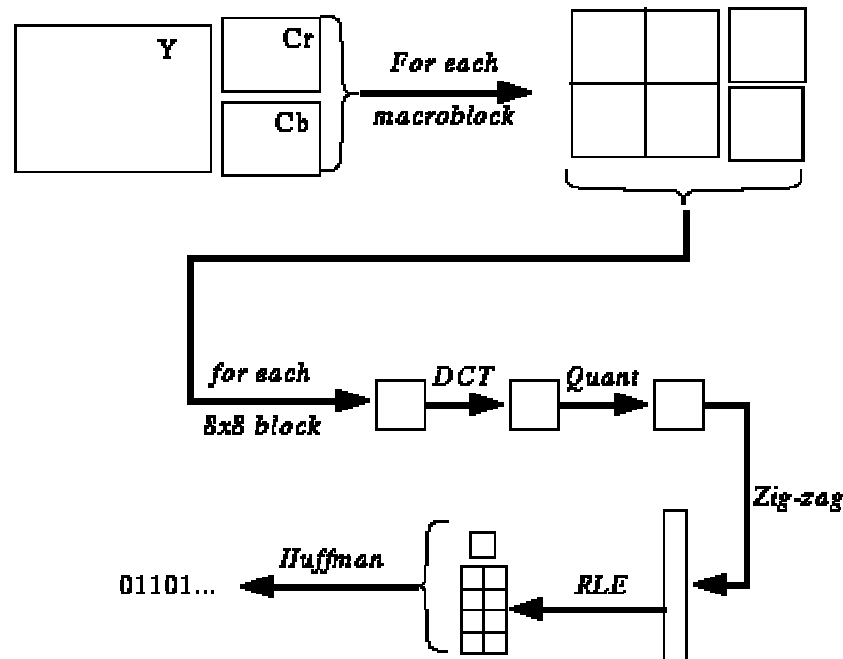 Y
Cr
Cb
For each
macroblock
for each
8x8 block
DCT
Quant
Zig-zag
RLE
Huffman
01101...